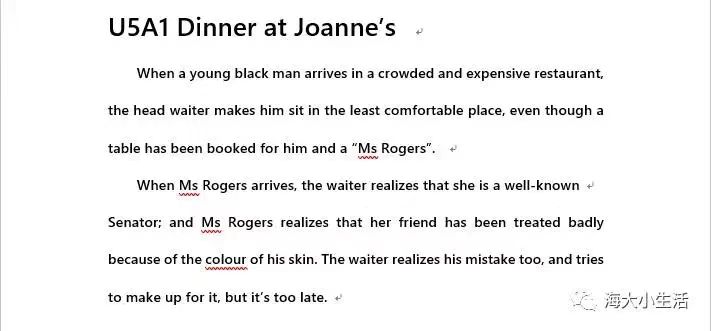 U5A1 Dinner at Joanne’s
When a young black man arrives in a crowded and expensive restaurant,
the head waiter makes him sit in the least comfortable place, even though a
table has been booked for him and a “Ms Rogers”.
When Ms Rogers arrives, the waiter realizes that she is a well-known
Senator; and Ms Rogers realizes that her friend has been treated badly
because of the colour of his skin. The waiter realizes his mistake too, and tries
to make up for it, but it’s too late.
海大小生活